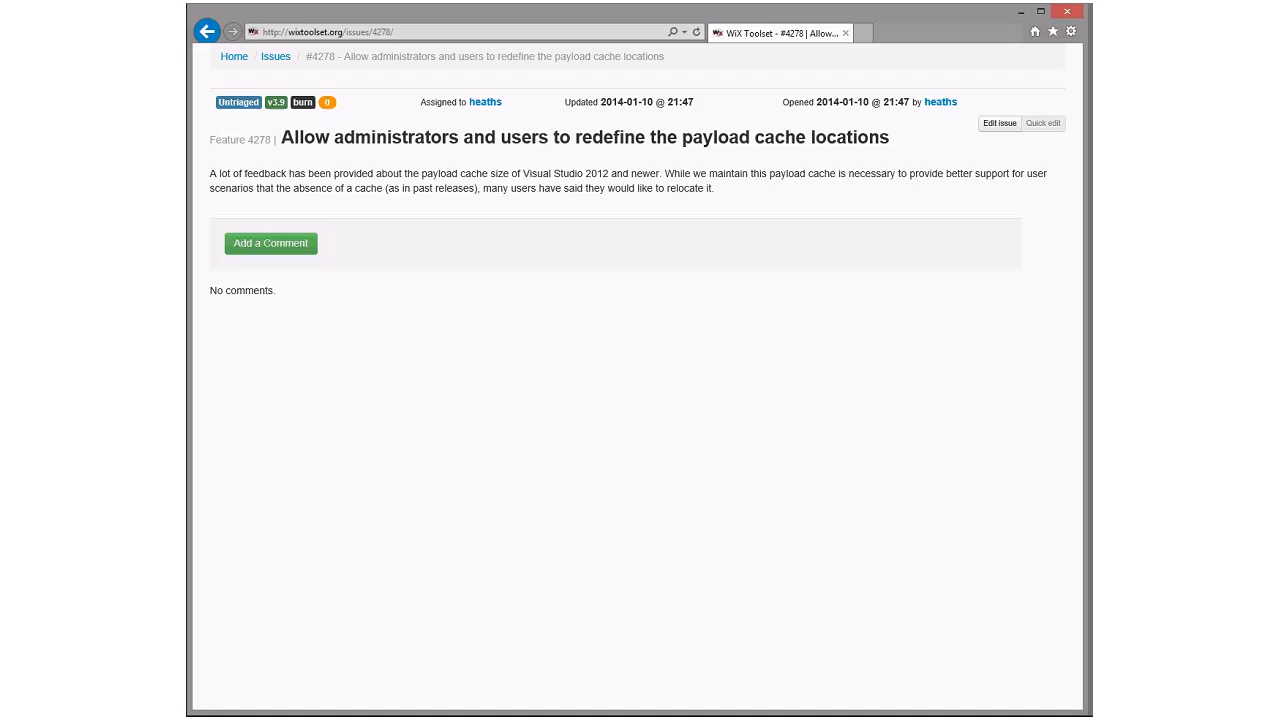 http://wixtoolset.org/issues/4278/
WiX Toolset - #4278 | Allow...
Home / Issues / #4278 - Allow administrators and users to redefine the payload cache locations
Untriaged v3.9 burn 0 Assigned to heaths Updated 2014-01-10 @ 21:47 Opened 2014-01-10 @ 21:47 by heaths
Edit issue Quick edit
Feature 4278 | Allow administrators and users to redefine the payload cache locations
A lot of feedback has been provided about the payload cache size of Visual Studio 2012 and newer. While we maintain this payload cache is necessary to provide better support for user
scenarios that the absence of a cache (as in past releases), many users have said they would like to relocate it.
Add a Comment
No comments.